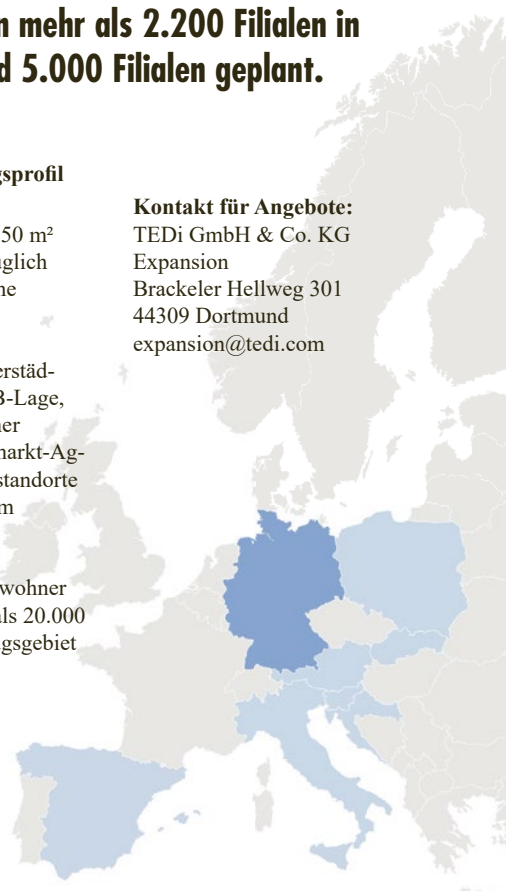 n mehr als 2.200 Filialen in
d 5.000 Filialen geplant.
gsprofil
50 m²
üglich
ne
erstäd-
B-Lage,
ner
markt-Ag-
standorte
m
wohner
als 20.000
gsgebiet
Kontakt für Angebote:
TEDi GmbH & Co. KG
Expansion
Brackeler Hellweg 301
44309 Dortmund
expansion@tedi.com